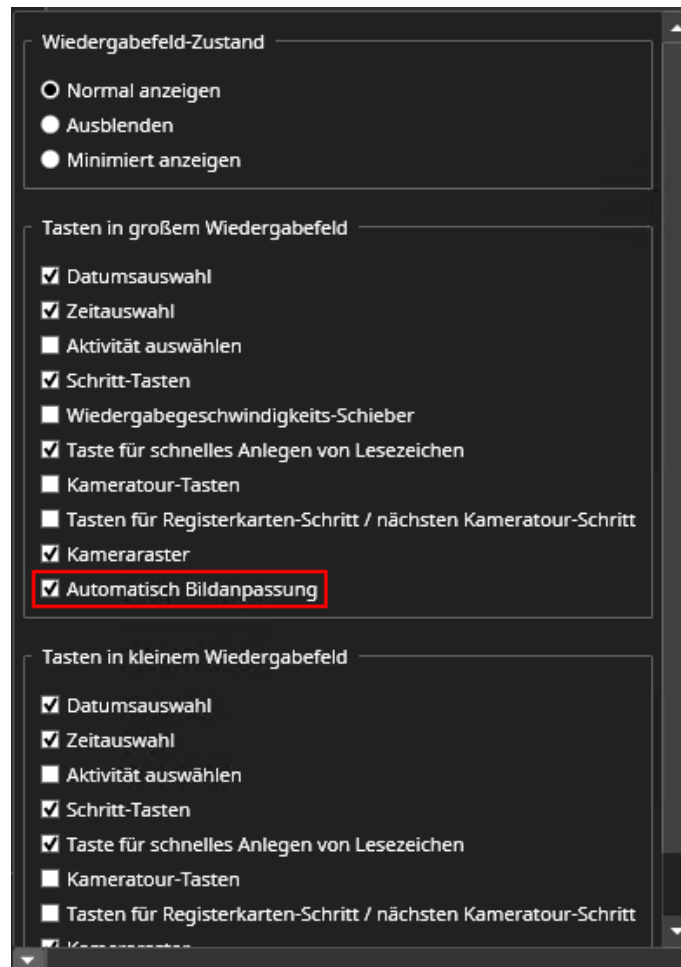 Wiedergabefeld-Zustand
Normal anzeigen
Ausblenden
Minimiert anzeigen
Tasten in großem Wiedergabefeld
Datumsauswahl
Zeitauswahl
Aktivität auswählen
Schritt-Tasten
Wiedergabegeschwindigkeits-Schieber
Taste für schnelles Anlegen von Lesezeichen
Kameratour-Tasten
Tasten für Registerkarten-Schritt / nächsten Kameratour-Schritt
Kameraraster
Automatisch Bildanpassung
Tasten in kleinem Wiedergabefeld
Datumsauswahl
Zeitauswahl
Aktivität auswählen
Schritt-Tasten
Taste für schnelles Anlegen von Lesezeichen
Kameratour-Tasten
Tasten für Registerkarten-Schritt / nächsten Kameratour-Schritt